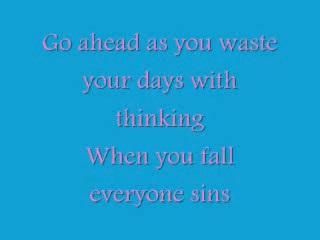 Go ahead as you waste
your days with
thinking
When you fall
everyone sins